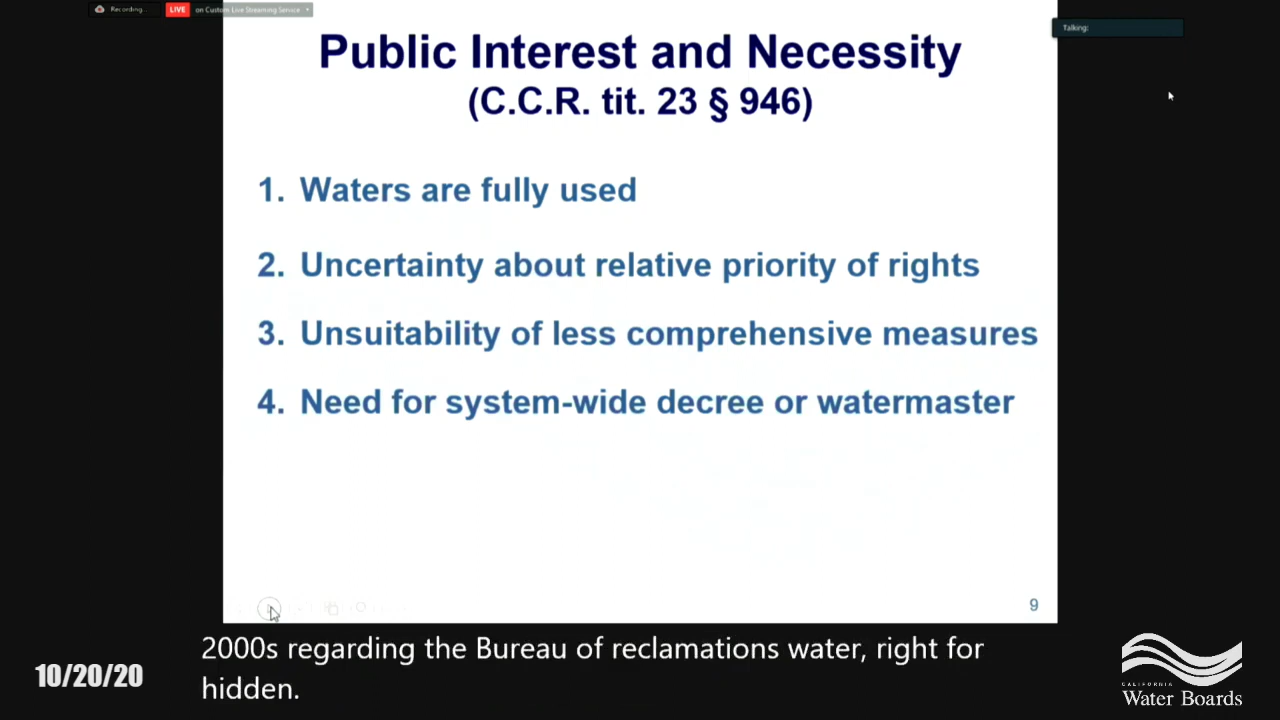 Recording...
LIVE on Custom Live Streaming Service
Talking:
Public Interest and Necessity
(C.C.R. tit. 23 § 946)
1. Waters are fully used
2. Uncertainty about relative priority of rights
3. Unsuitability of less comprehensive measures
4. Need for system-wide decree or watermaster
9
2000s regarding the Bureau of reclamations water, right for
hidden.
10/20/20
CALIFORNIA
Water Boards